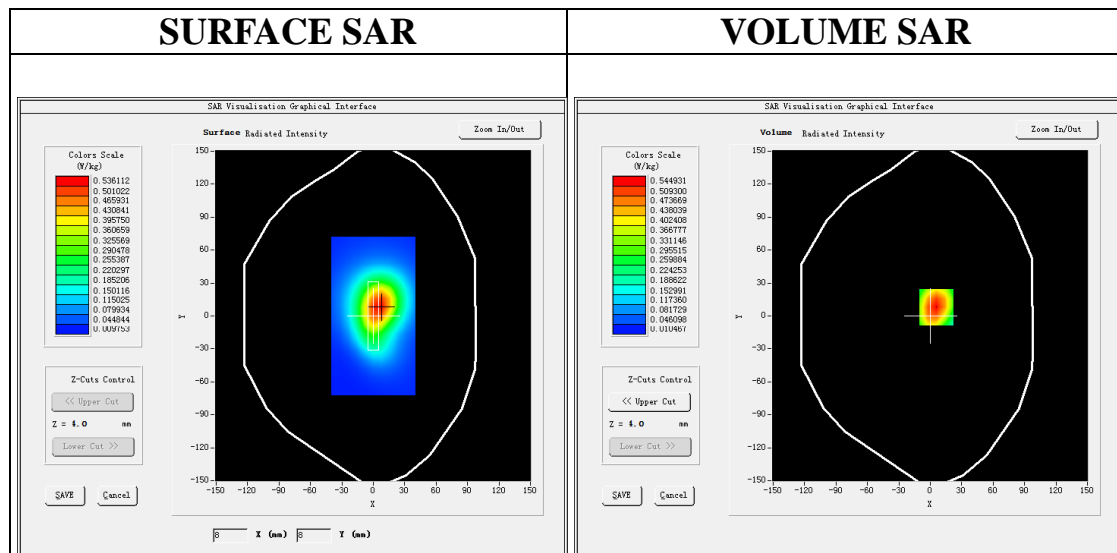 SURFACE SAR
VOLUME SAR
SAR Visualisation Graphical Interface
Surface Radiated Intensity
Zoom In/Out
Colors Scale
(W/kg)
0.536112
0.501022
0.465931
0.430841
0.395750
0.360659
0.325569
0.290478
0.255387
0.220297
0.185206
0.150116
0.115025
0.079934
0.044844
0.009753
150
120
90
60
30
0
-30
-60
-90
-120
-150
Y
-150 -120 -90 -60 -30 0 30 60 90 120 150
X
Z-Cuts Control
<< Upper Cut
Z = 4.0 mm
Lower Cut >>
SAVE Cancel
8 X (mm) 8 Y (mm)
SAR Visualisation Graphical Interface
Volume Radiated Intensity
Zoom In/Out
Colors Scale
(W/kg)
0.544931
0.509300
0.473669
0.438039
0.402408
0.366777
0.331146
0.295515
0.259884
0.224253
0.188622
0.152991
0.117360
0.081729
0.046098
0.010467
150
120
90
60
30
0
-30
-60
-90
-120
-150
Y
-150 -120 -90 -60 -30 0 30 60 90 120 150
X
Z-Cuts Control
<< Upper Cut
Z = 4.0 mm
Lower Cut >>
SAVE Cancel